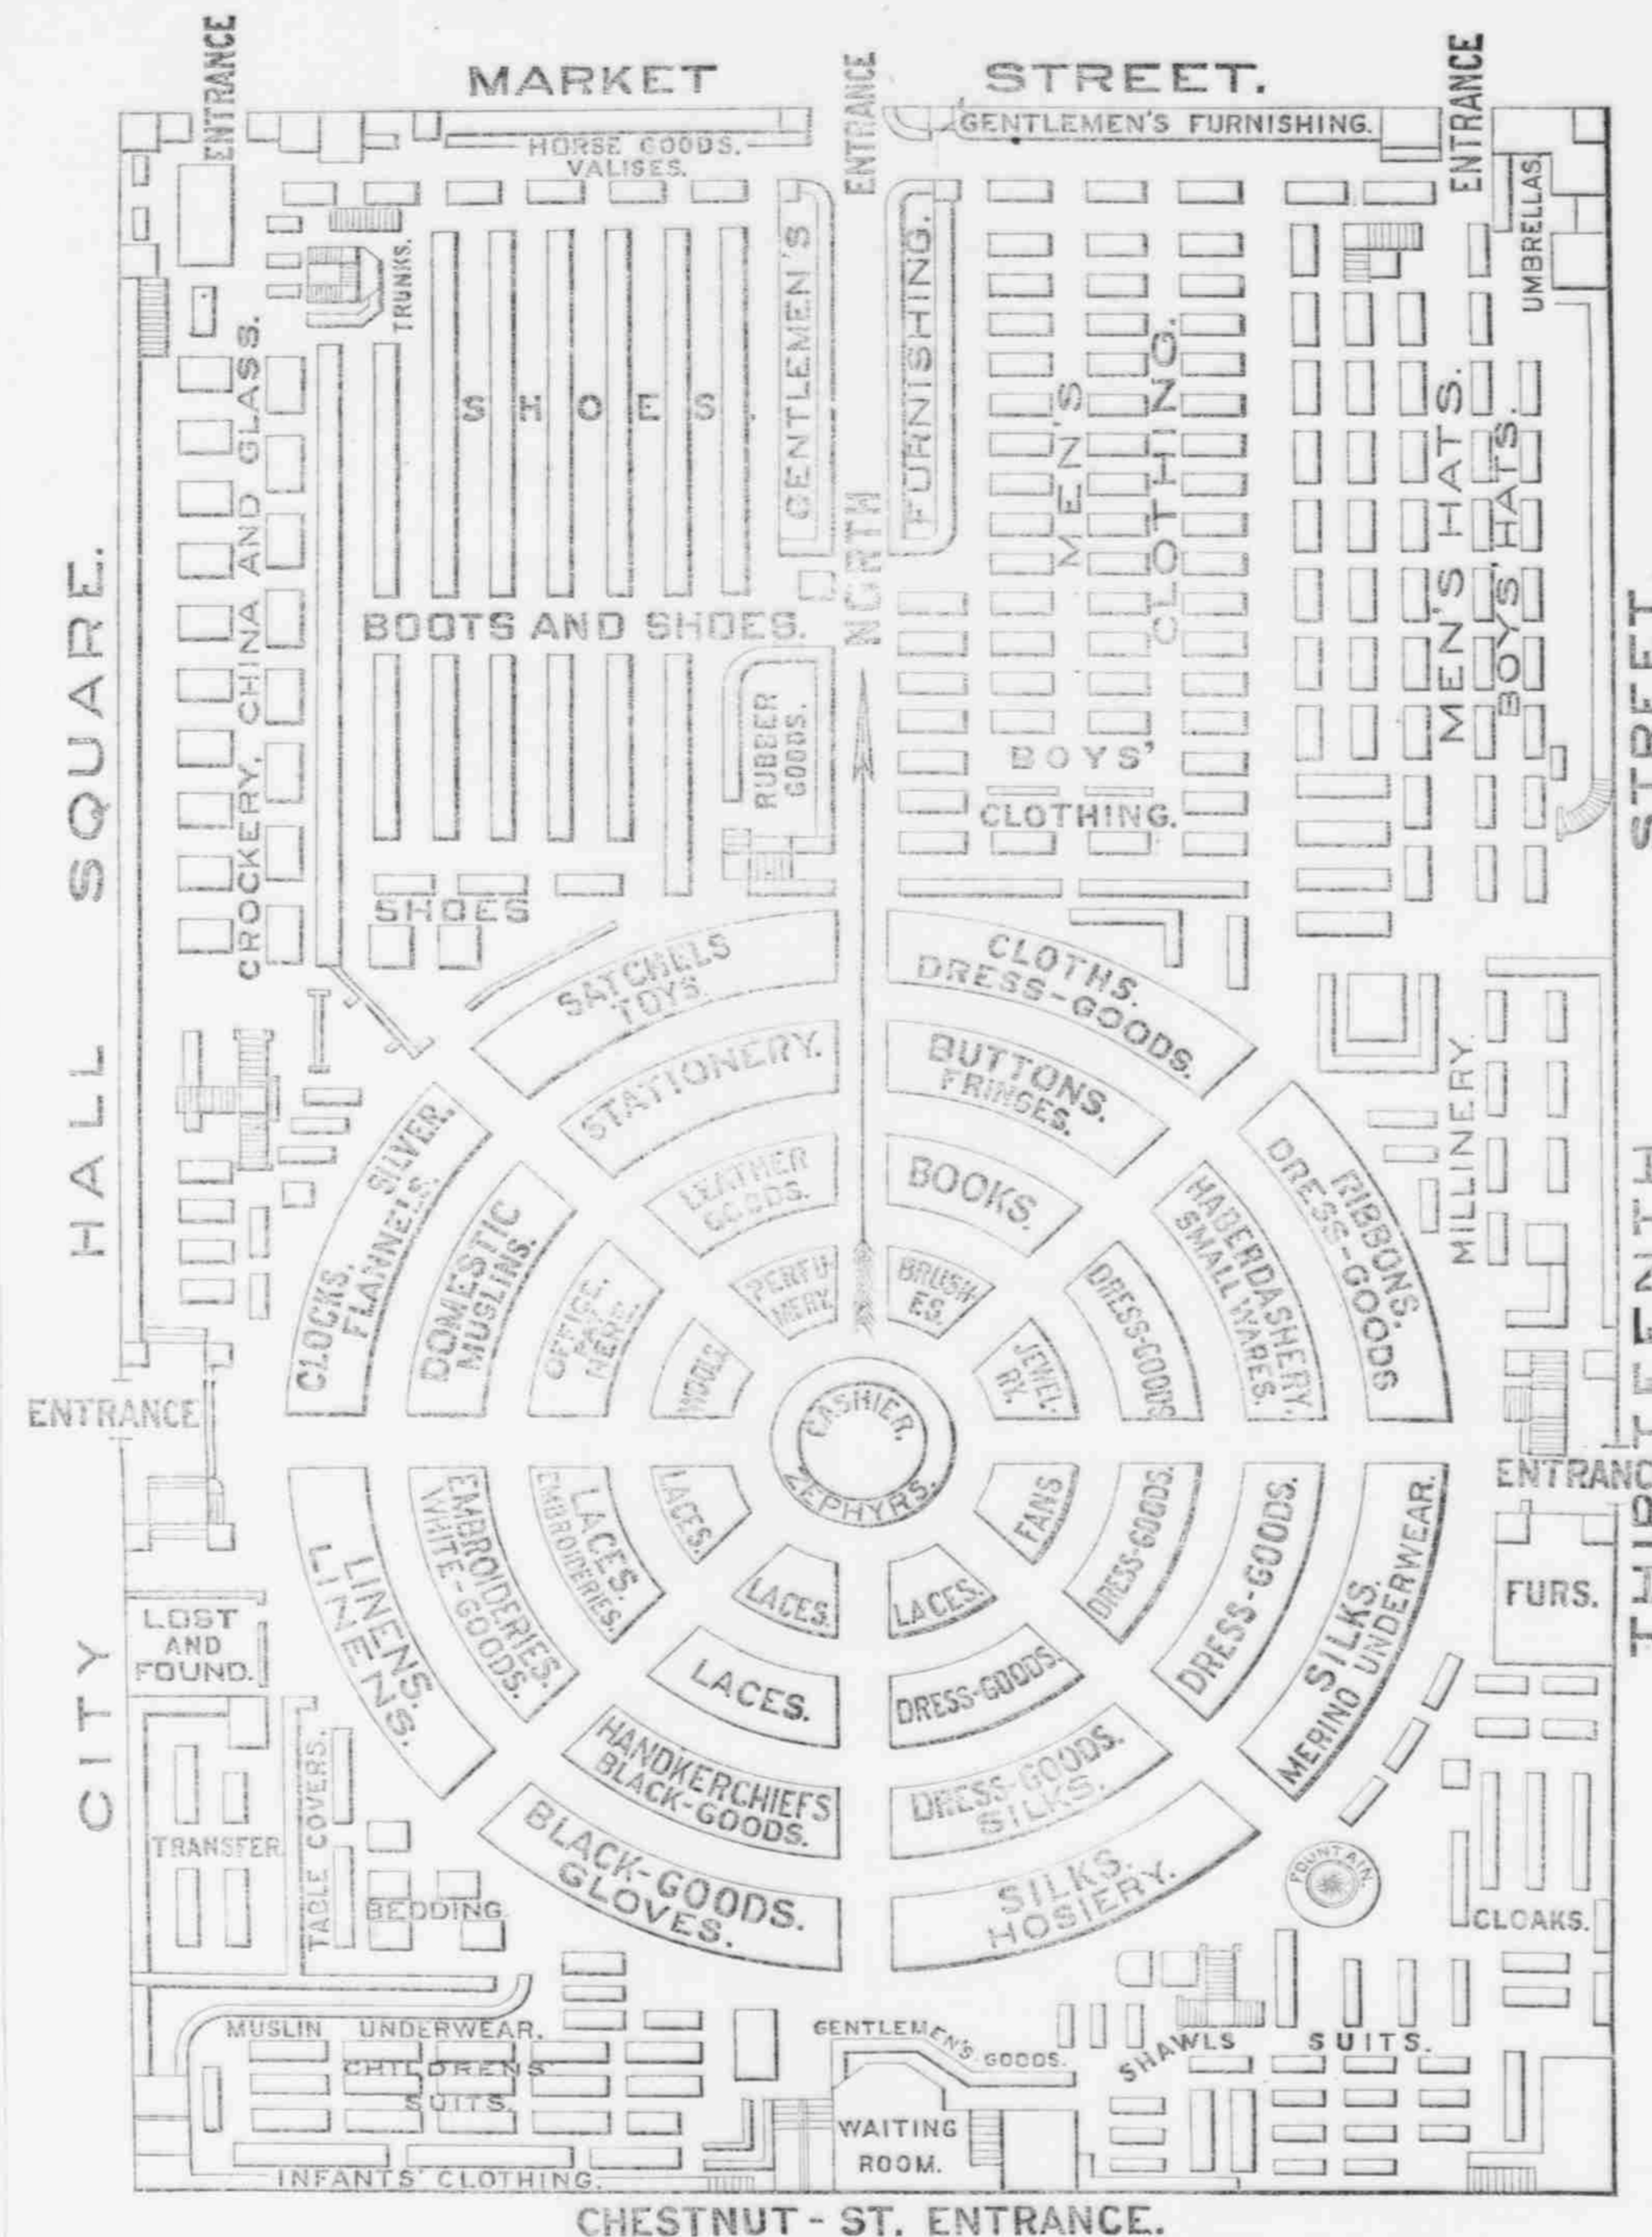 MARKET STREET.
ENTRANCE
ENTRANCE
ENTRANCE
HORSE GOODS.
VALISES.
GENTLEMEN'S FURNISHING.
UMBRELLAS.
TRUNKS.
SHOES.
GENTLEMEN'S
FURNISHING.
MEN'S
CLOTHING.
MEN'S HATS.
BOYS' HATS.
CROCKERY, CHINA AND GLASS.
NORTH
BOOTS AND SHOES.
RUBBER
GOODS.
BOYS'
CLOTHING.
SHOES
SATCHELS
TOYS
CLOTHS.
DRESS-GOODS.
STATIONERY.
BUTTONS.
FRINGES.
LEATHER
GOODS.
BOOKS.
MILLINERY.
CLOCKS. SILVER.
FLANNELS.
DOMESTIC
MUSLINS.
PERFU-
MERY.
BRUSH-
ES.
WOOLS.
JEWEL-
RY.
DRESS-GOODS
HABERDASHERY.
SMALL WARES.
RIBBONS.
DRESS-GOODS
CASHIER.
ZEPHYRS.
ENTRANCE
ENTRANC
CITY HALL SQUARE.
THIRTEENTH STREET
LINENS.
LINENS.
EMBROIDERIES.
WHITE-GOODS.
LACES.
EMBROIDERIES.
LACES.
FANS
DRESS-GOODS.
DRESS-GOODS.
SILKS.
MERINO UNDERWEAR.
LACES.
LACES.
LACES.
DRESS-GOODS.
HANDKERCHIEFS
BLACK-GOODS.
DRESS-GOODS.
SILKS.
BLACK-GOODS.
GLOVES.
SILKS.
HOSIERY.
LOST
AND
FOUND.
FURS.
TRANSFER
TABLE COVERS.
BEDDING.
FOUNTAIN.
CLOAKS.
MUSLIN UNDERWEAR.
CHILDRENS'
SUITS.
GENTLEMEN'S GOODS.
SHAWLS
SUITS.
WAITING
ROOM.
INFANTS' CLOTHING.
CHESTNUT-ST. ENTRANCE.